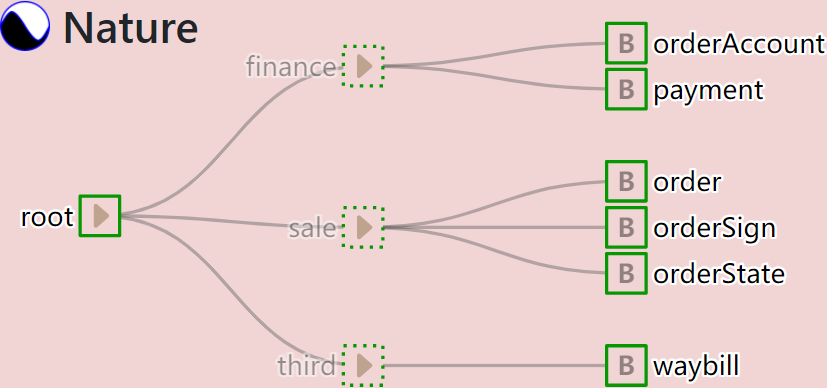 Nature
finance
B orderAccount
B payment
root
sale
B order
B orderSign
B orderState
third
B waybill